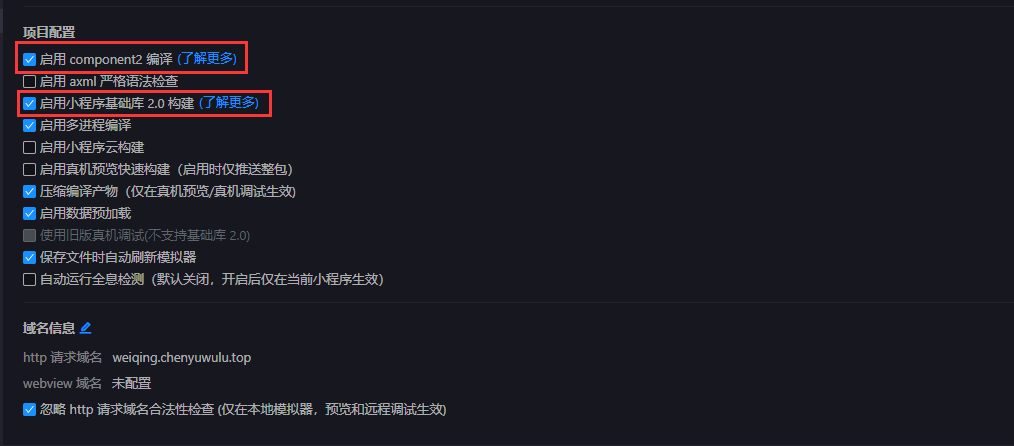 项目配置
启用 component2 编译 (了解更多)
启用 axml 严格语法检查
启用小程序基础库 2.0 构建 (了解更多)
启用多进程编译
启用小程序云构建
启用真机预览快速构建（启用时仅推送整包）
压缩编译产物（仅在真机预览/真机调试生效)
启用数据预加载
使用旧版真机调试(不支持基础库 2.0)
保存文件时自动刷新模拟器
自动运行全息检测（默认关闭，开启后仅在当前小程序生效）
域名信息
http 请求域名 weiqing.chenyuwulu.top
webview 域名 未配置
忽略 http 请求域名合法性检查 (仅在本地模拟器，预览和远程调试生效)